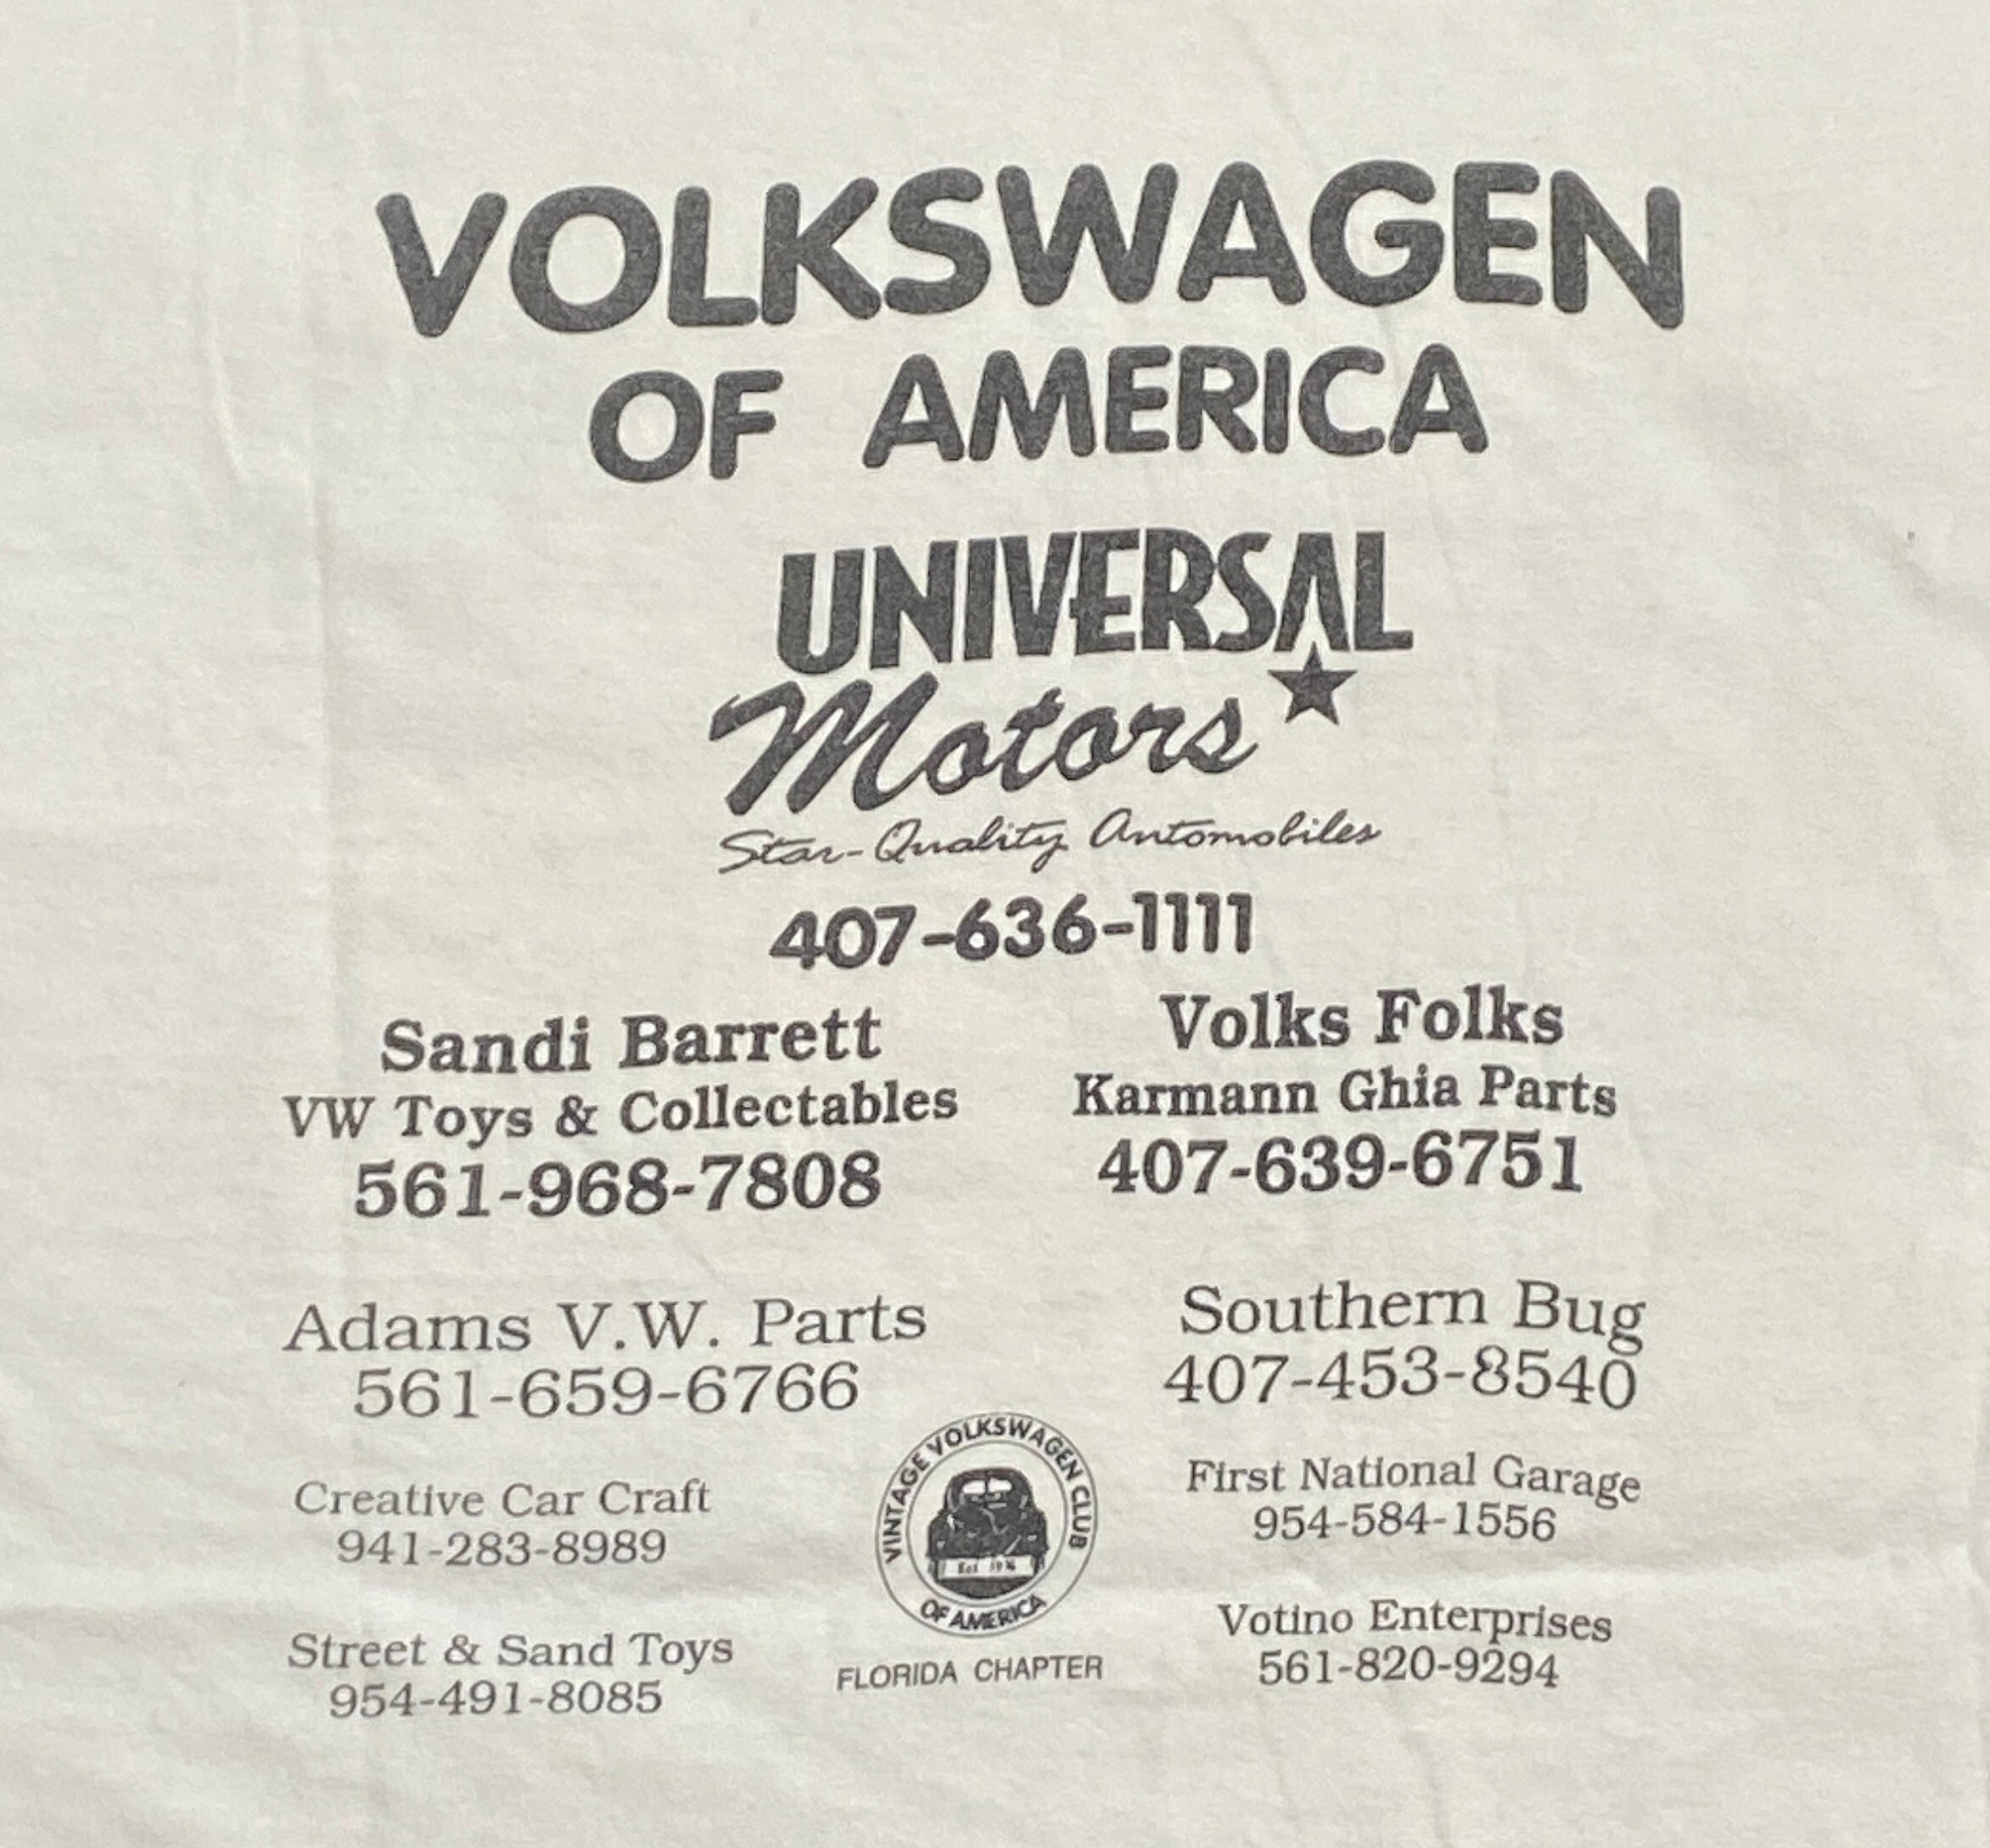 VOLKSWAGEN
OF AMERICA
UNIVERSAL
Motors
Star-Quality Automobiles
407-636-1111
Sandi Barrett
VW Toys & Collectables
561-968-7808
Volks Folks
Karmann Ghia Parts
407-639-6751
Adams V.W. Parts
561-659-6766
Southern Bug
407-453-8540
Creative Car Craft
941-283-8989
Street & Sand Toys
954-491-8085
VINTAGE VOLKSWAGEN CLUB
OF AMERICA
FLORIDA CHAPTER
First National Garage
954-584-1556
Votino Enterprises
561-820-9294